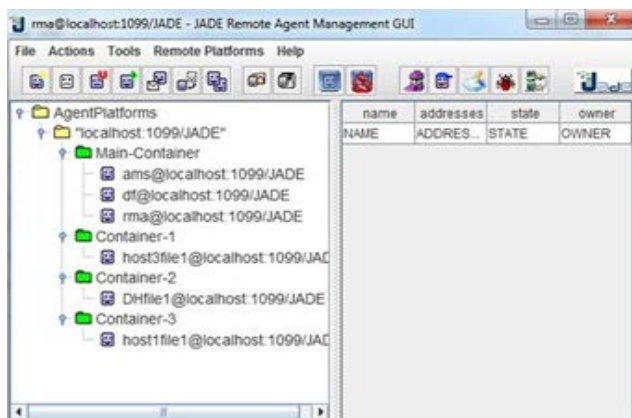 rma@localhost:1099/JADE - JADE Remote Agent Management GUI
File Actions Tools Remote Platforms Help
AgentPlatforms
"localhost:1099/JADE"
Main-Container
ams@localhost:1099/JADE
df@localhost:1099/JADE
rma@localhost:1099/JADE
Container-1
host3file1@localhost:1099/JAD
Container-2
DHfile1@localhost:1099/JADE
Container-3
host1file1@localhost:1099/JAD
name addresses state owner
NAME ADDRES... STATE OWNER